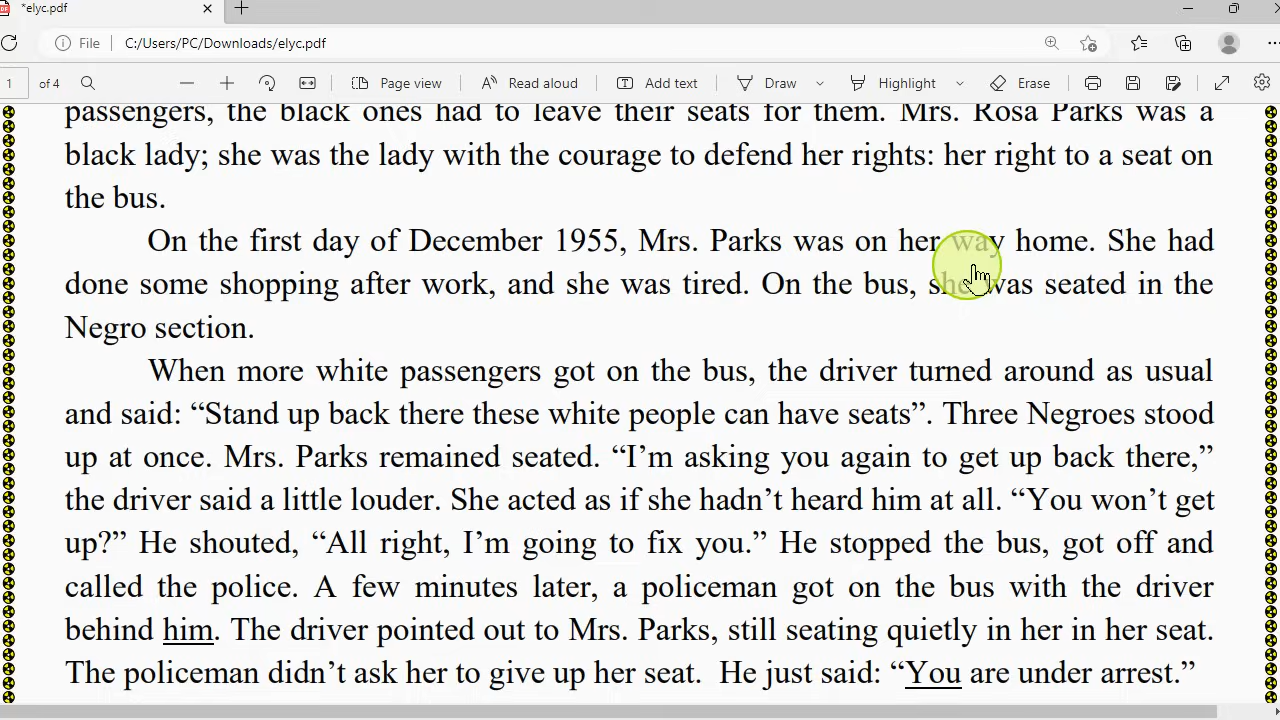 *elyc.pdf
File C:/Users/PC/Downloads/elyc.pdf
1 of 4 Page view Read aloud Add text Draw Highlight Erase
passengers, the black ones had to leave their seats for them. Mrs. Rosa Parks was a
black lady; she was the lady with the courage to defend her rights: her right to a seat on
the bus.
On the first day of December 1955, Mrs. Parks was on her way home. She had
done some shopping after work, and she was tired. On the bus, she was seated in the
Negro section.
When more white passengers got on the bus, the driver turned around as usual
and said: “Stand up back there these white people can have seats”. Three Negroes stood
up at once. Mrs. Parks remained seated. “I’m asking you again to get up back there,”
the driver said a little louder. She acted as if she hadn’t heard him at all. “You won’t get
up?” He shouted, “All right, I’m going to fix you.” He stopped the bus, got off and
called the police. A few minutes later, a policeman got on the bus with the driver
behind him. The driver pointed out to Mrs. Parks, still seating quietly in her in her seat.
The policeman didn’t ask her to give up her seat. He just said: “You are under arrest.”